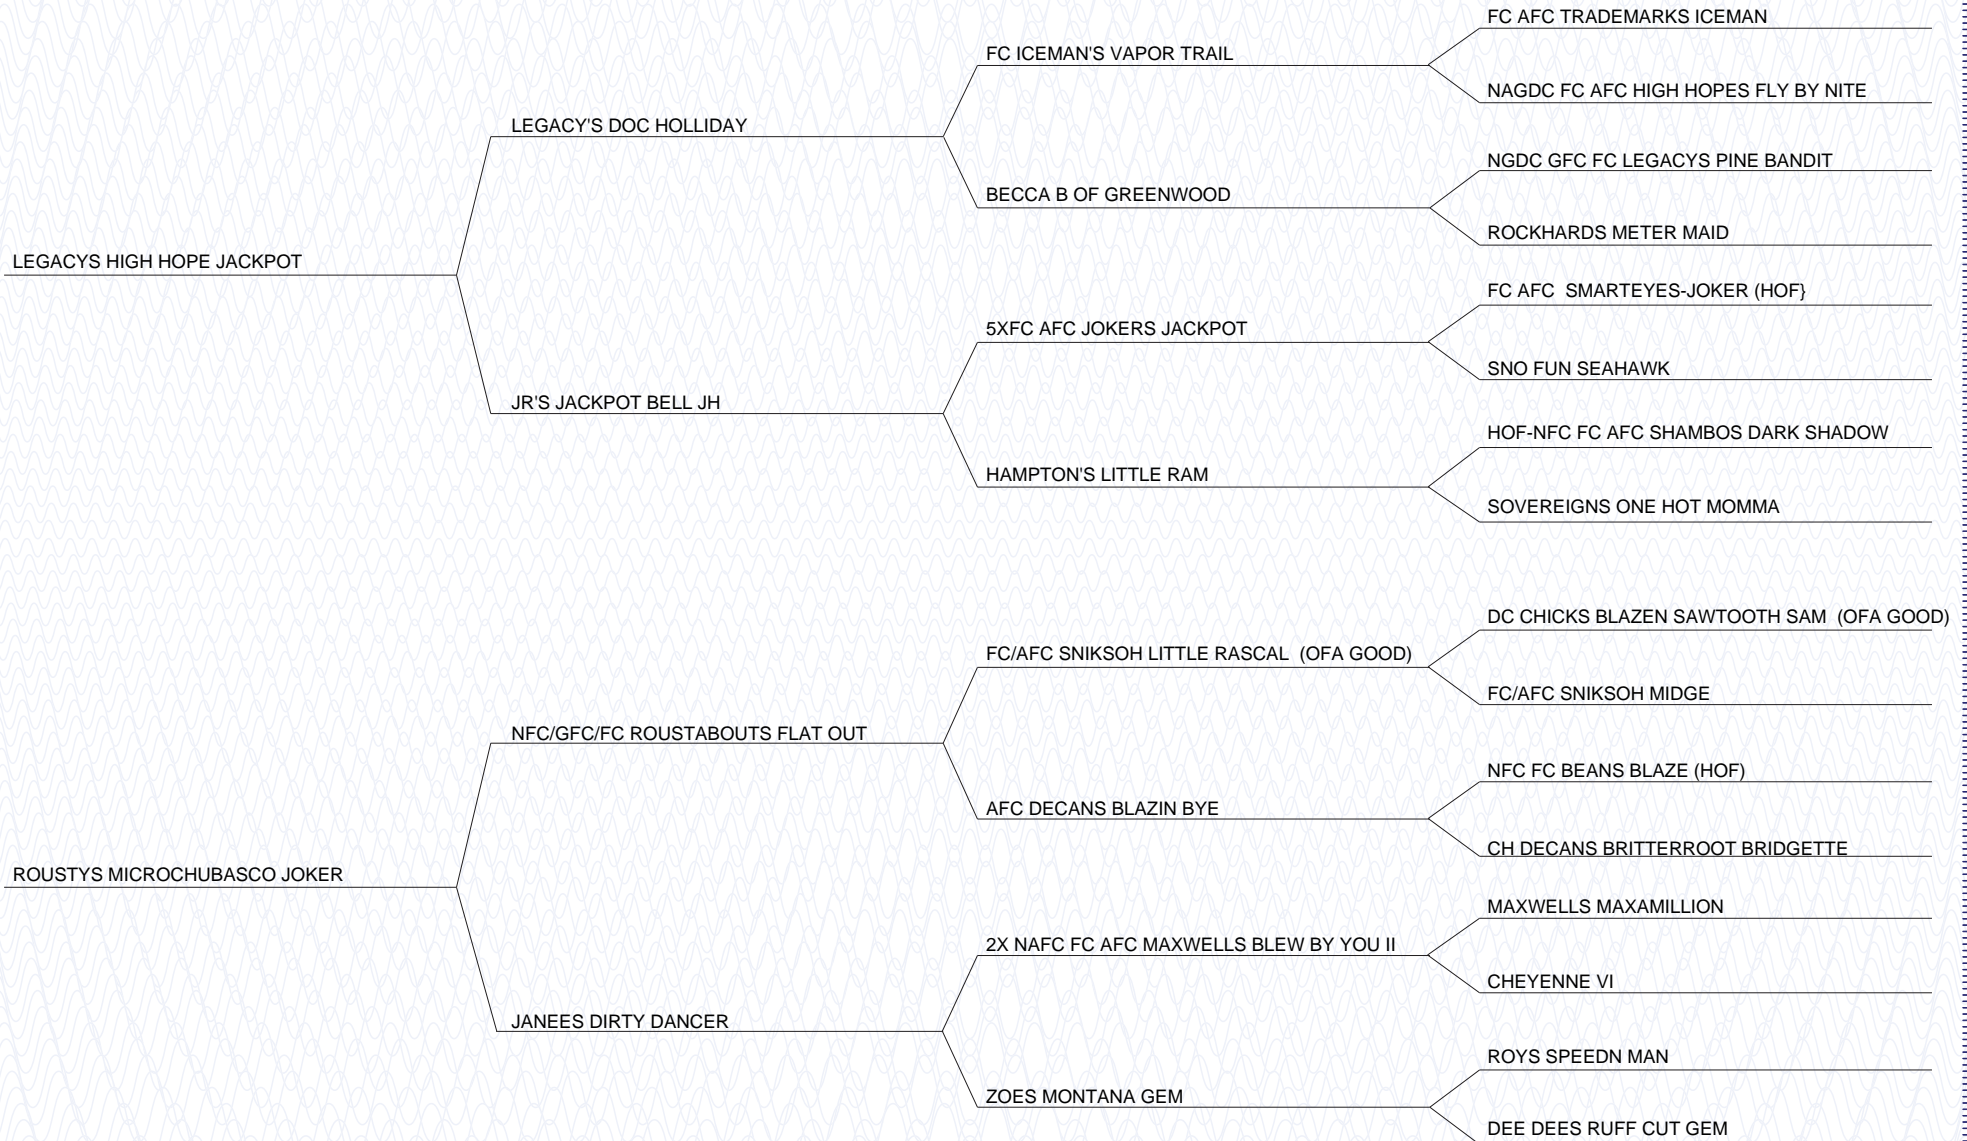 FC AFC TRADEMARKS ICEMAN
FC ICEMAN'S VAPOR TRAIL
NAGDC FC AFC HIGH HOPES FLY BY NITE
LEGACY'S DOC HOLLIDAY
NGDC GFC FC LEGACYS PINE BANDIT
BECCA B OF GREENWOOD
ROCKHARDS METER MAID
LEGACYS HIGH HOPE JACKPOT
FC AFC  SMARTEYES-JOKER (HOF}
5XFC AFC JOKERS JACKPOT
SNO FUN SEAHAWK
JR'S JACKPOT BELL JH
HOF-NFC FC AFC SHAMBOS DARK SHADOW
HAMPTON'S LITTLE RAM
SOVEREIGNS ONE HOT MOMMA
DC CHICKS BLAZEN SAWTOOTH SAM  (OFA GOOD)
FC/AFC SNIKSOH LITTLE RASCAL  (OFA GOOD)
FC/AFC SNIKSOH MIDGE
NFC/GFC/FC ROUSTABOUTS FLAT OUT
NFC FC BEANS BLAZE (HOF)
AFC DECANS BLAZIN BYE
CH DECANS BRITTERROOT BRIDGETTE
ROUSTYS MICROCHUBASCO JOKER
MAXWELLS MAXAMILLION
2X NAFC FC AFC MAXWELLS BLEW BY YOU II
CHEYENNE VI
JANEES DIRTY DANCER
ROYS SPEEDN MAN
ZOES MONTANA GEM
DEE DEES RUFF CUT GEM